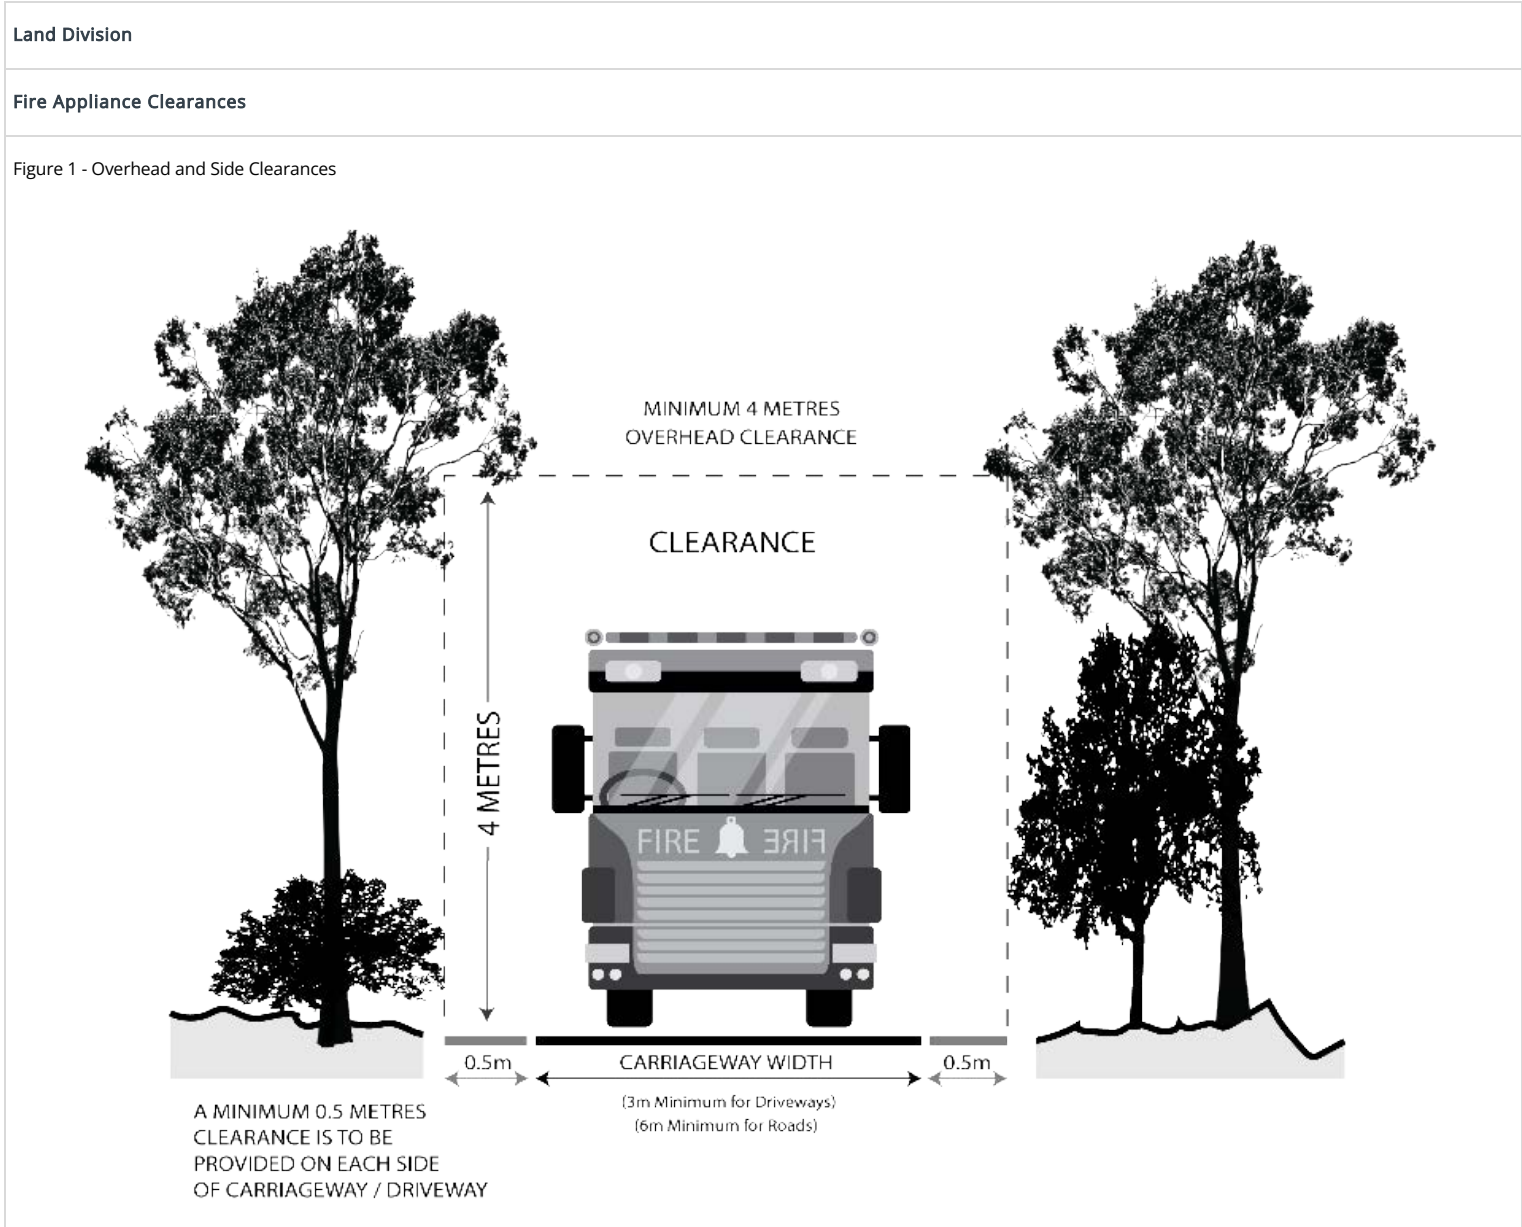 Land Division
Fire Appliance Clearances
Figure 1 - Overhead and Side Clearances
MINIMUM 4 METRES
OVERHEAD CLEARANCE
CLEARANCE
4 METRES
FIRE FIRE
0.5m
CARRIAGEWAY WIDTH
0.5m
(3m Minimum for Driveways)
(6m Minimum for Roads)
A MINIMUM 0.5 METRES
CLEARANCE IS TO BE
PROVIDED ON EACH SIDE
OF CARRIAGEWAY / DRIVEWAY